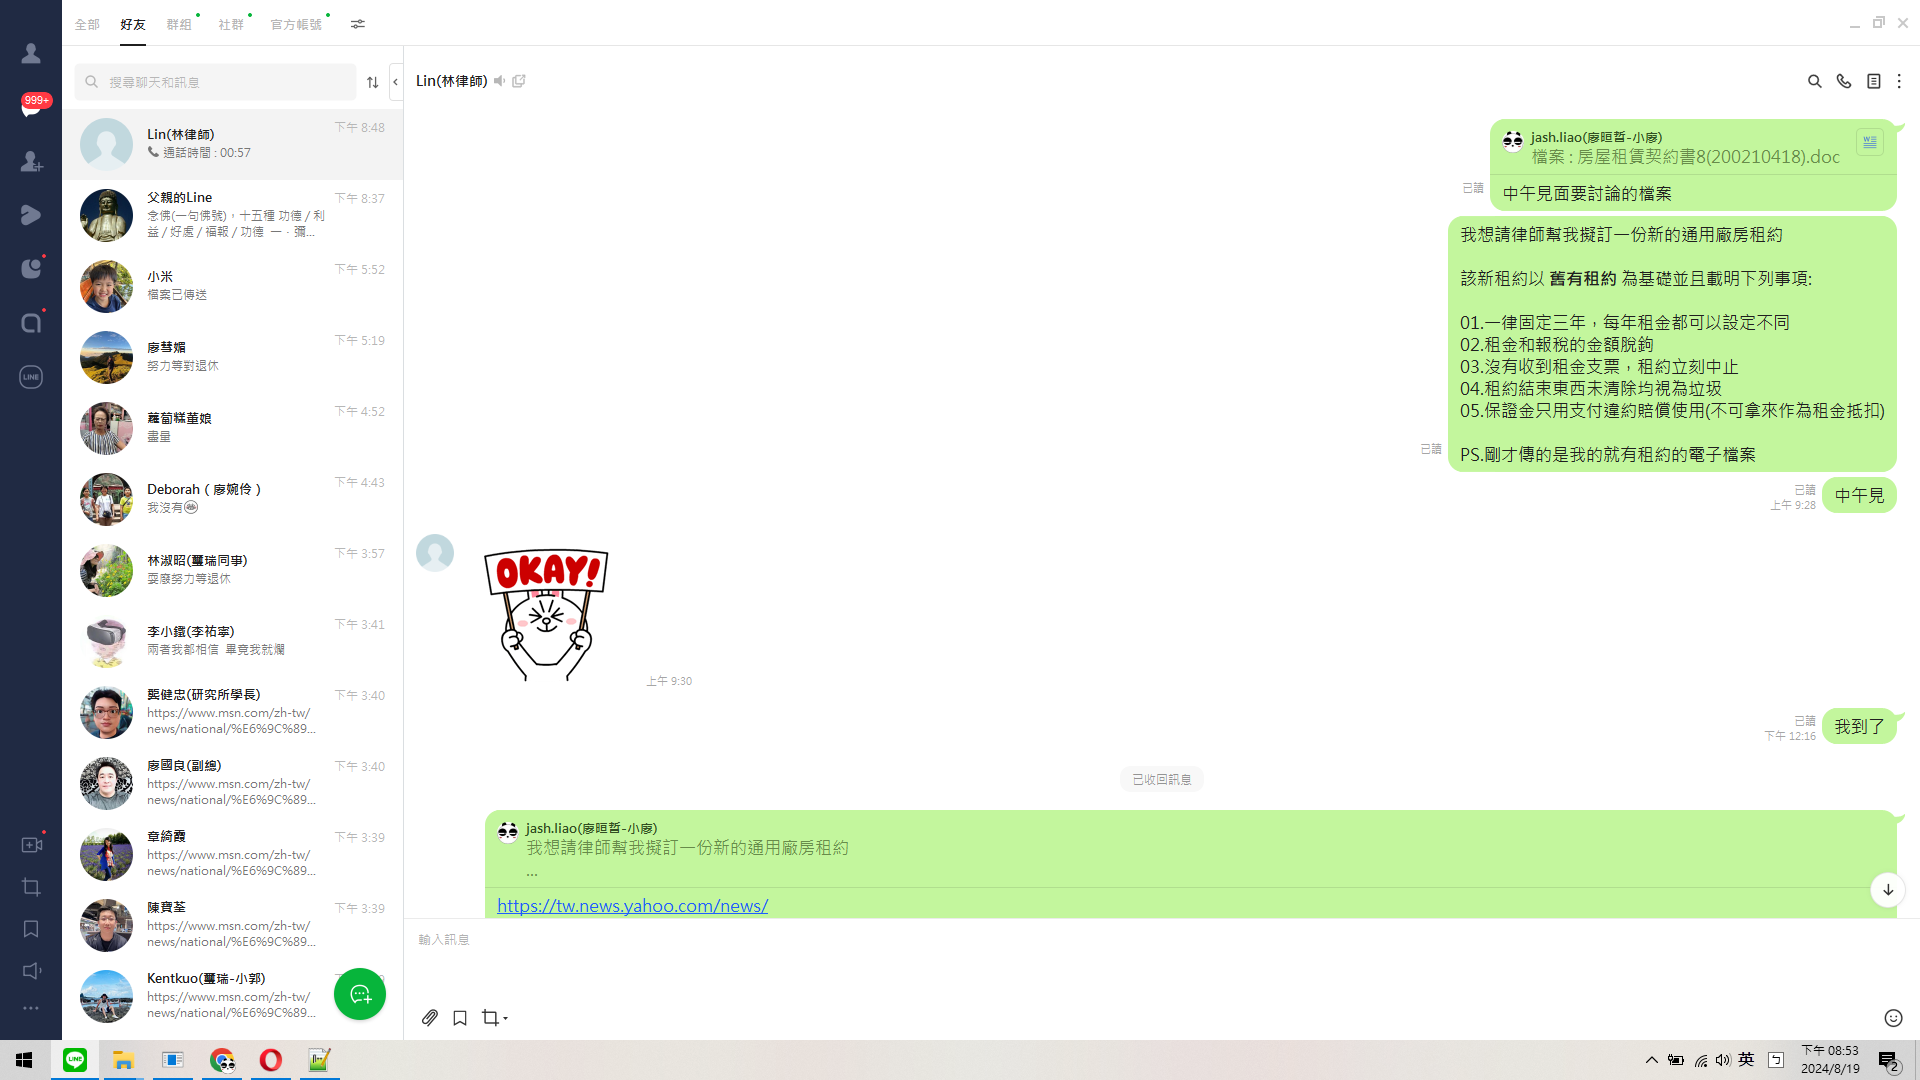 全部
好友
群組
社群
官方帳號
999+
搜尋聊天和訊息
Lin(林律師)
下午 8:48
通話時間 : 00:57
父親的Line
下午 8:37
念佛(一句佛號)，十五種 功德 / 利
益 / 好處 / 福報 / 功德 一．彌...
小米
下午 5:52
檔案已傳送
廖彗媚
下午 5:19
努力等對退休
蘿蔔糕董娘
下午 4:52
盡量
Deborah ( 廖婉伶 )
下午 4:43
我沒有
林淑昭(璽瑞同事)
下午 3:57
耍廢努力等退休
李小鐵(李祐寧)
下午 3:41
兩者我都相信 畢竟我就爛
龔健忠(研究所學長)
下午 3:40
https://www.msn.com/zh-tw/
news/national/%E6%9C%89...
廖國良(副總)
下午 3:40
https://www.msn.com/zh-tw/
news/national/%E6%9C%89...
章綺霞
下午 3:39
https://www.msn.com/zh-tw/
news/national/%E6%9C%89...
陳寶荃
下午 3:39
https://www.msn.com/zh-tw/
news/national/%E6%9C%89...
Kentkuo(璽瑞-小郭)
https://www.msn.com/zh-tw/
news/national/%E6%9C%89...
LINE
Lin(林律師)
jash.liao(廖晅晢-小廖)
檔案 : 房屋租賃契約書8(200210418).doc
已讀
中午見面要討論的檔案
我想請律師幫我擬訂一份新的通用廠房租約
該新租約以 舊有租約 為基礎並且載明下列事項:
01.一律固定三年，每年租金都可以設定不同
02.租金和報稅的金額脫鉤
03.沒有收到租金支票，租約立刻中止
04.租約結束東西未清除均視為垃圾
05.保證金只用支付違約賠償使用(不可拿來作為租金抵扣)
已讀
PS.剛才傳的是我的就有租約的電子檔案
已讀
上午 9:28
中午見
OKAY!
上午 9:30
已讀
下午 12:16
我到了
已收回訊息
jash.liao(廖晅晢-小廖)
我想請律師幫我擬訂一份新的通用廠房租約
...
https://tw.news.yahoo.com/news/
輸入訊息
LINE
英
ㄅ
下午 08:53
2024/8/19
2